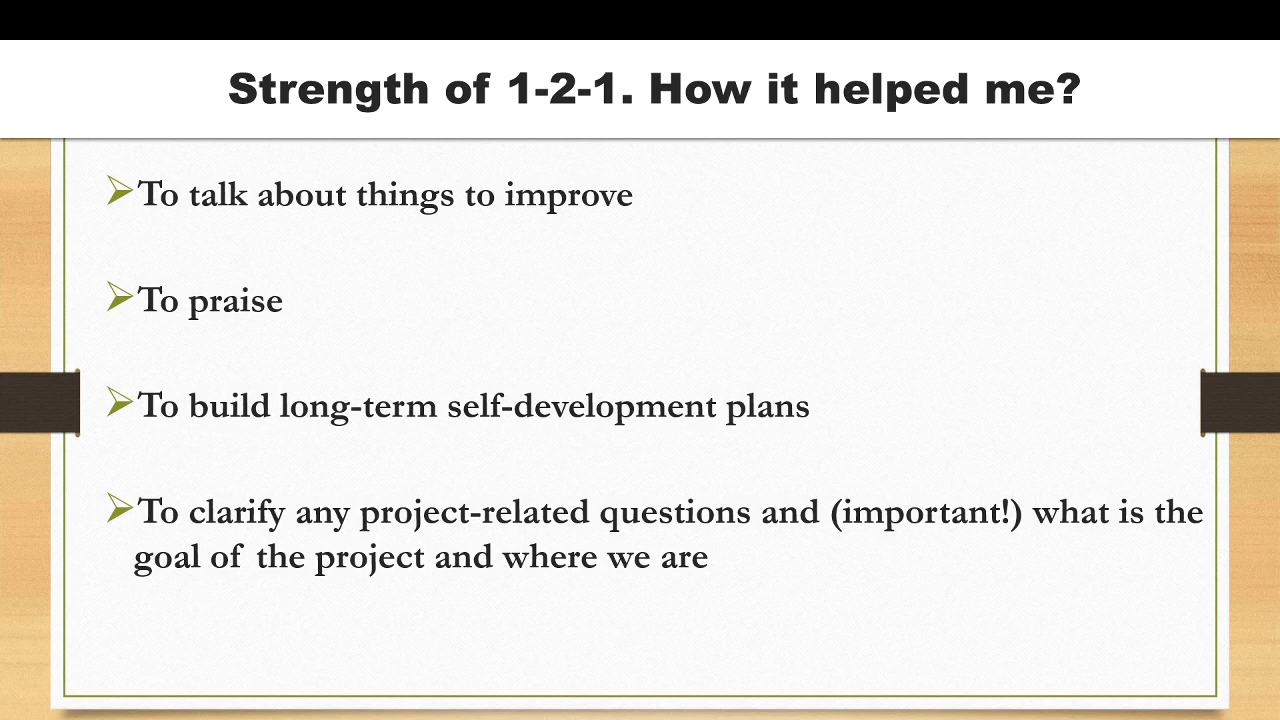 Strength of 1-2-1. How it helped me?
To talk about things to improve
To praise
To build long-term self-development plans
To clarify any project-related questions and (important!) what is the
goal of the project and where we are